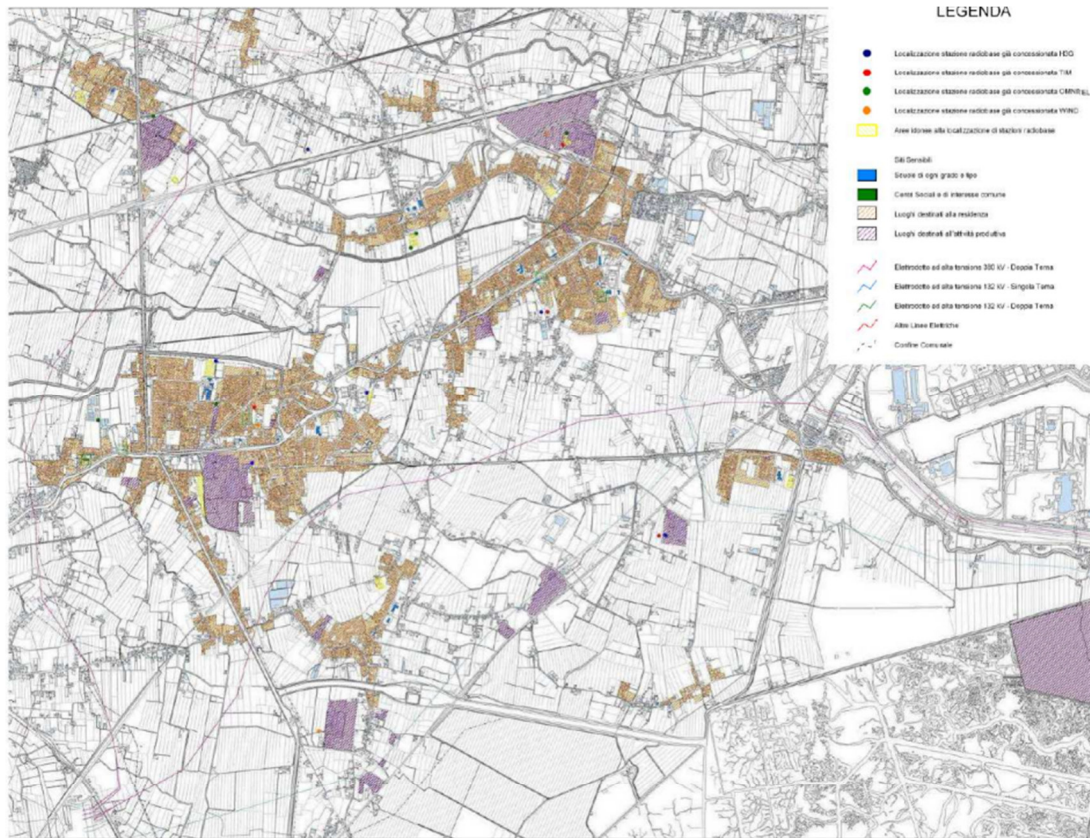 LEGENDA
Localizzazione stazione radiobase già concessionata H3G
Localizzazione stazione radiobase già concessionata TIM
Localizzazione stazione radiobase già concessionata OMNITEL
Localizzazione stazione radiobase già concessionata WIND
Aree idonee alla localizzazione di stazioni radiobase
Siti Sensibili
Scuole di ogni grado e tipo
Centri Sociali e di interesse comune
Luoghi destinati alla residenza
Luoghi destinati all'attività produttiva
Elettrodotto ad alta tensione 380 kV - Doppia Terna
Elettrodotto ad alta tensione 132 kV - Singola Terna
Elettrodotto ad alta tensione 132 kV - Doppia Terna
Altre Linee Elettriche
Confine Comunale